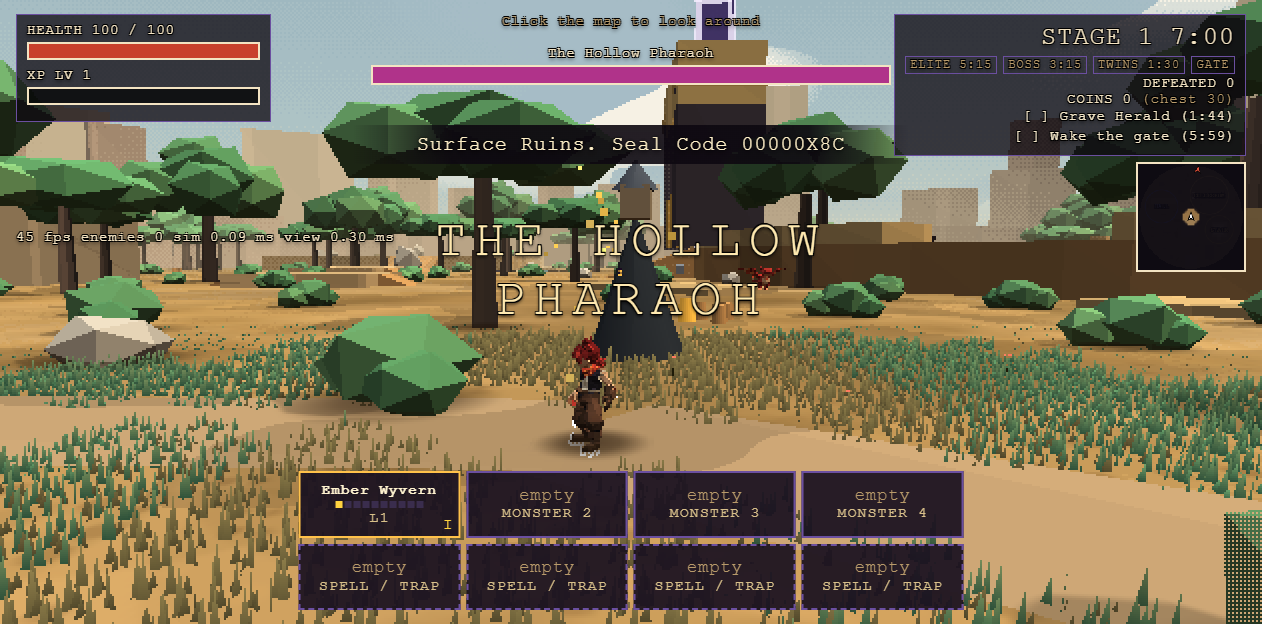 HEALTH 100 / 100
XP LV 1
Click the map to look around
The Hollow Pharaoh
STAGE 1 7:00
ELITE 5:15 BOSS 3:15 TWINS 1:30 GATE
DEFEATED 0
COINS 0 (chest 30)
[ ] Grave Herald (1:44)
[ ] Wake the gate (5:59)
Surface Ruins. Seal Code 00000X8C
45 fps enemies 0 sim 0.09 ms view 0.30 ms
THE HOLLOW
PHARAOH
Ember Wyvern
L1
I
empty
MONSTER 2
empty
MONSTER 3
empty
MONSTER 4
empty
SPELL / TRAP
empty
SPELL / TRAP
empty
SPELL / TRAP
empty
SPELL / TRAP